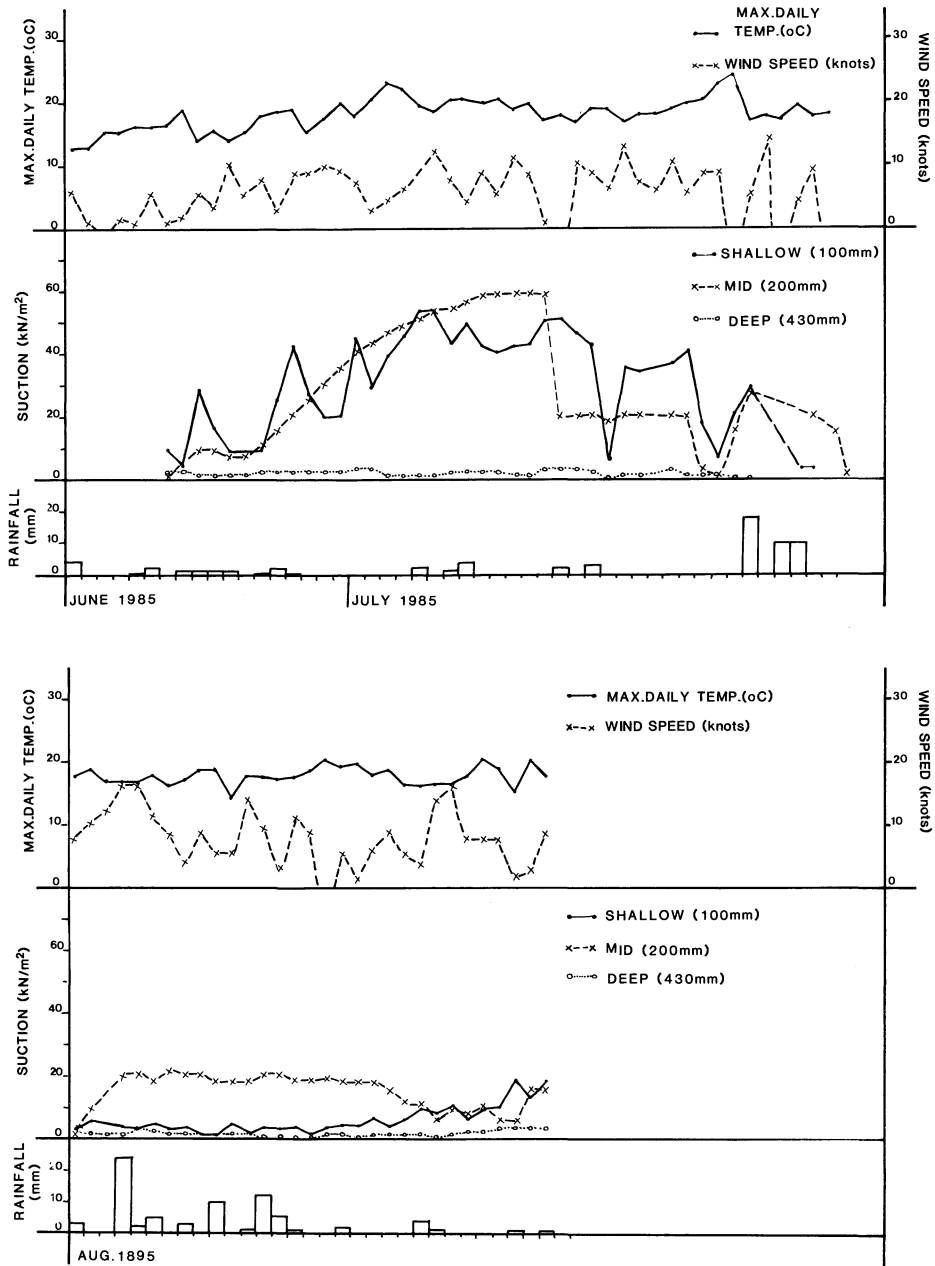 MAX.DAILY
TEMP.(oC)
WIND SPEED (knots)
MAX.DAILY TEMP.(oC)
30
20
10
0
WIND SPEED
(knots)
30
20
10
0
SHALLOW (100mm)
MID (200mm)
DEEP (430mm)
SUCTION (kN/m²)
60
40
20
0
RAINFALL
(mm)
20
10
0
JUNE 1985
JULY 1985
MAX.DAILY TEMP.(oC)
WIND SPEED (knots)
MAX.DAILY TEMP.(oC)
30
20
10
0
WIND SPEED
(knots)
30
20
10
0
SHALLOW (100mm)
MID (200mm)
DEEP (430mm)
SUCTION (kN/m²)
60
40
20
0
RAINFALL
(mm)
20
10
0
AUG.1895